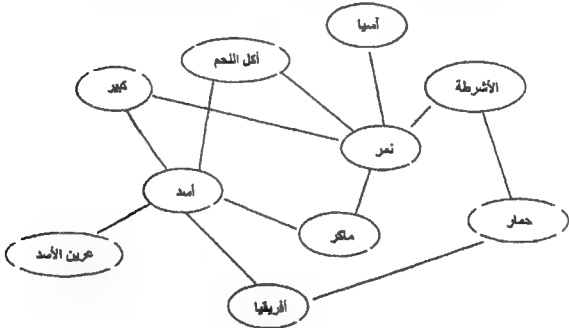 آسيا
أكل اللحم
الأشرطة
كبير
نمر
أسد
حمار
ماكر
عرين الأسد
أفريقيا